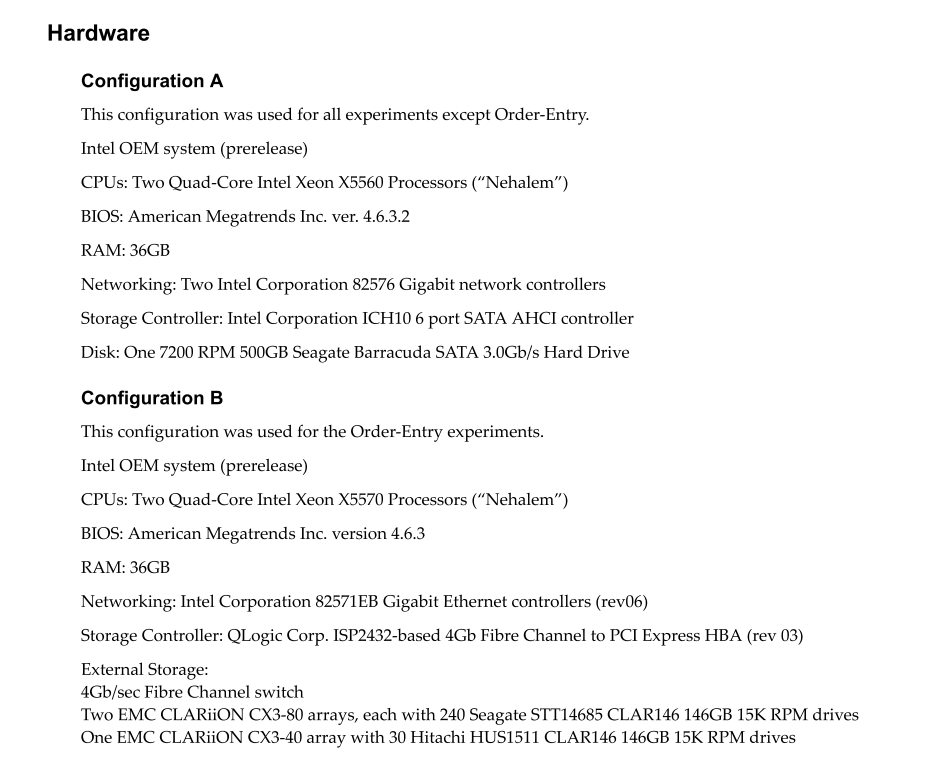 Hardware
Configuration A
This configuration was used for all experiments except Order-Entry.
Intel OEM system (prerelease)
CPUs: Two Quad-Core Intel Xeon X5560 Processors (“Nehalem”)
BIOS: American Megatrends Inc. ver. 4.6.3.2
RAM: 36GB
Networking: Two Intel Corporation 82576 Gigabit network controllers
Storage Controller: Intel Corporation ICH10 6 port SATA AHCI controller
Disk: One 7200 RPM 500GB Seagate Barracuda SATA 3.0Gb/s Hard Drive
Configuration B
This configuration was used for the Order-Entry experiments.
Intel OEM system (prerelease)
CPUs: Two Quad-Core Intel Xeon X5570 Processors (“Nehalem”)
BIOS: American Megatrends Inc. version 4.6.3
RAM: 36GB
Networking: Intel Corporation 82571EB Gigabit Ethernet controllers (rev06)
Storage Controller: QLogic Corp. ISP2432-based 4Gb Fibre Channel to PCI Express HBA (rev 03)
External Storage:
4Gb/sec Fibre Channel switch
Two EMC CLARiiON CX3-80 arrays, each with 240 Seagate STT14685 CLAR146 146GB 15K RPM drives
One EMC CLARiiON CX3-40 array with 30 Hitachi HUS1511 CLAR146 146GB 15K RPM drives